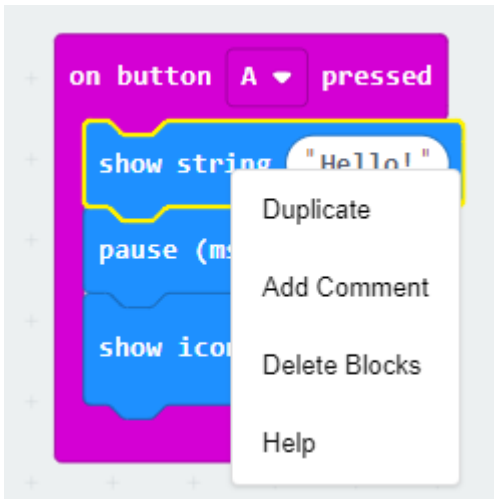 on button A pressed
show string "Hello!"
Duplicate
pause (ms
Add Comment
show icon
Delete Blocks
Help